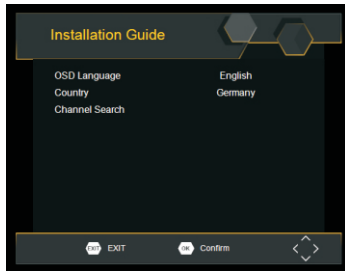 Installation Guide
OSD Language English
Country Germany
Channel Search
EXIT EXIT OK Confirm